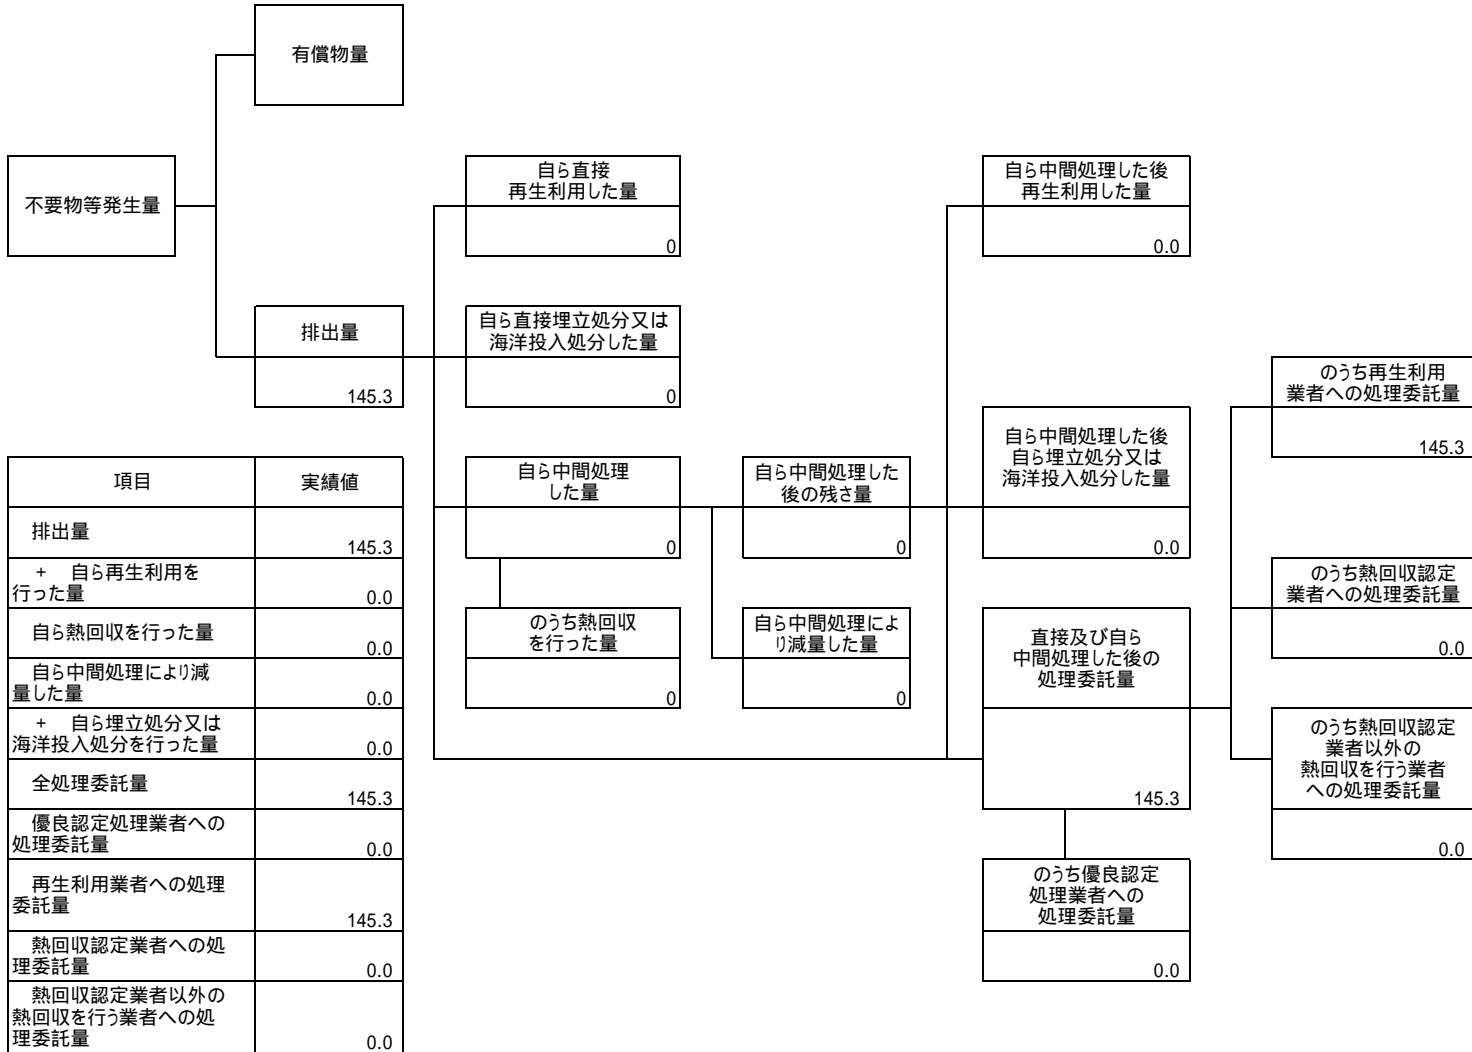 有償物量
不要物等発生量
自ら直接
再生利用した量
0
自ら中間処理した後
再生利用した量
0.0
排出量
145.3
自ら直接埋立処分又は
海洋投入処分した量
0
のうち再生利用
業者への処理委託量
145.3
自ら中間処理
した量
0
自ら中間処理した
後の残さ量
0
自ら中間処理した後
自ら埋立処分又は
海洋投入処分した量
0.0
のうち熱回収認定
業者への処理委託量
0.0
のうち熱回収
を行った量
0
自ら中間処理によ
り減量した量
0
直接及び自ら
中間処理した後の
処理委託量
145.3
のうち熱回収認定
業者以外の
熱回収を行う業者
への処理委託量
0.0
のうち優良認定
処理業者への
処理委託量
0.0
項目 実績値
排出量
145.3
+ 自ら再生利用を
行った量
0.0
自ら熱回収を行った量
0.0
自ら中間処理により減
量した量
0.0
+ 自ら埋立処分又は
海洋投入処分を行った量
0.0
全処理委託量
145.3
優良認定処理業者への
処理委託量
0.0
再生利用業者への処理
委託量
145.3
熱回収認定業者への処
理委託量
0.0
熱回収認定業者以外の
熱回収を行う業者への処
理委託量
0.0